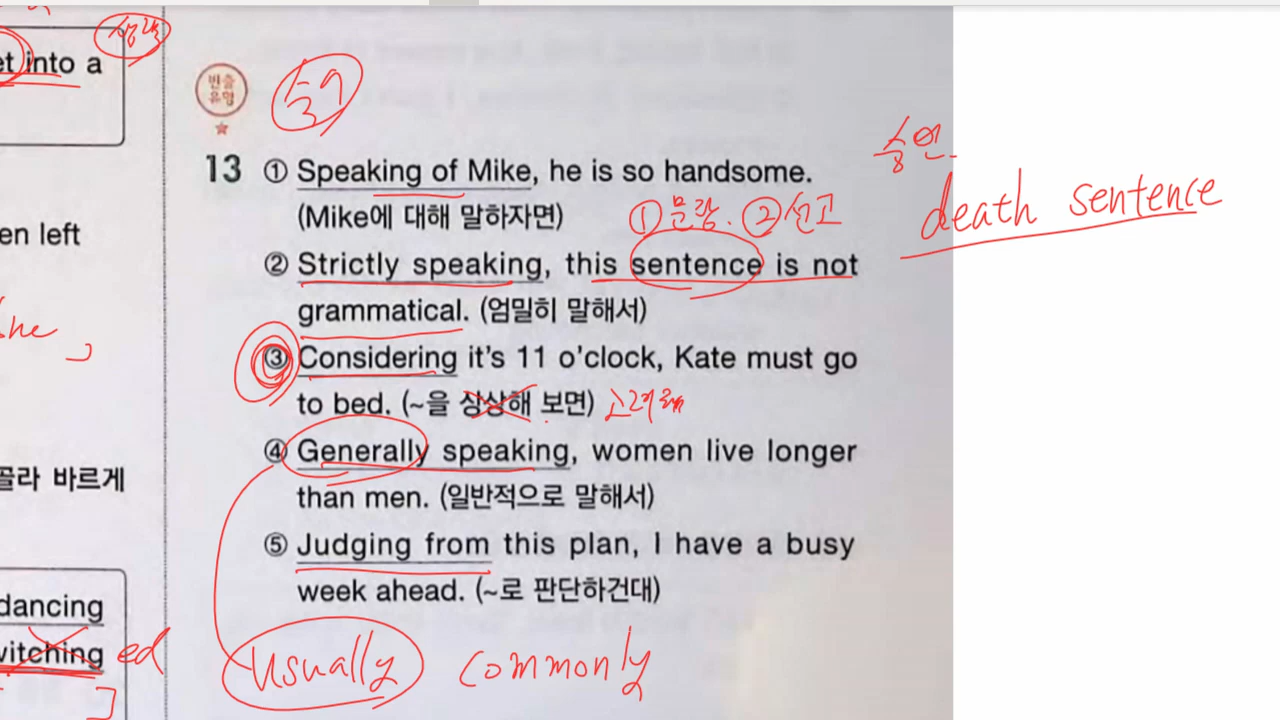 생략
et into a
en left
she
골라 바르게
dancing
witching ed
빈출
유형
13 ① Speaking of Mike, he is so handsome.
(Mike에 대해 말하자면)
① 문장. ② 선고
② Strictly speaking, this sentence is not
grammatical. (엄밀히 말해서)
③ Considering it's 11 o'clock, Kate must go
to bed. (~을 상상해 보면) 고려해
④ Generally speaking, women live longer
than men. (일반적으로 말해서)
⑤ Judging from this plan, I have a busy
week ahead. (~로 판단하건대)
usually commonly
death sentence